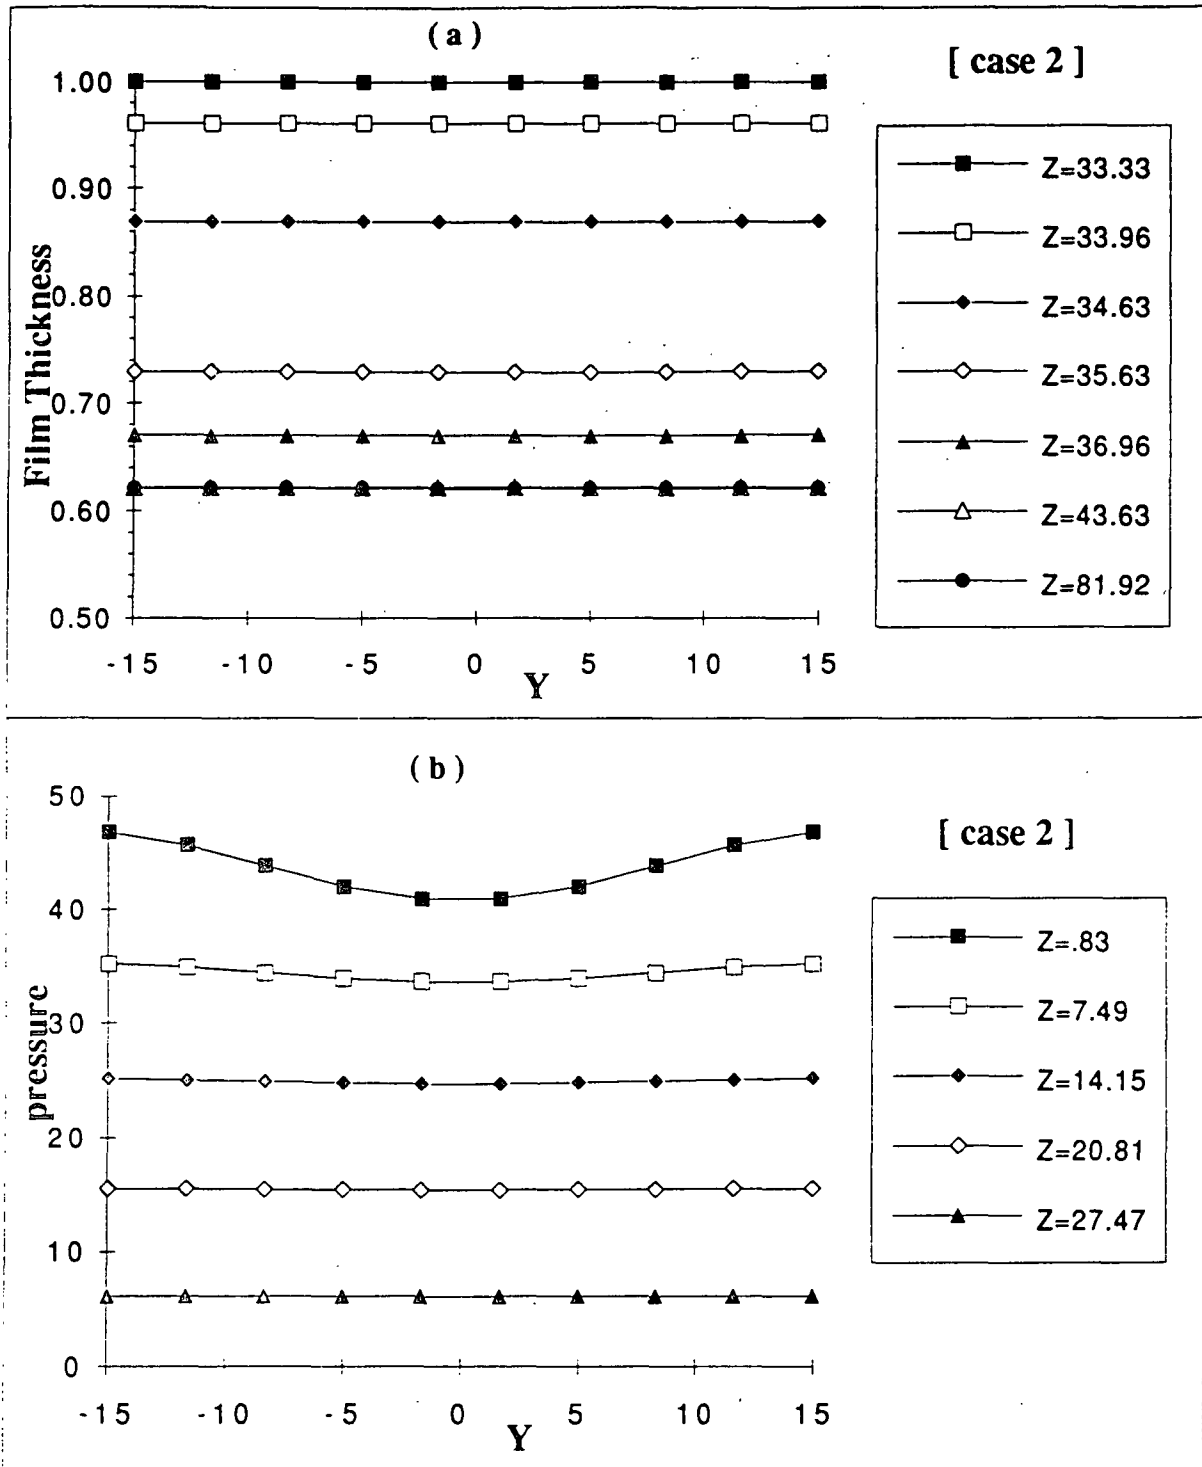 ( a )
[ case 2 ]
1.00
0.90
0.80
0.70
0.60
0.50
Film Thickness
-15 -10 -5 0 5 10 15
Y
Z=33.33
Z=33.96
Z=34.63
Z=35.63
Z=36.96
Z=43.63
Z=81.92
( b )
[ case 2 ]
50
40
30
20
10
0
pressure
-15 -10 -5 0 5 10 15
Y
Z=.83
Z=7.49
Z=14.15
Z=20.81
Z=27.47